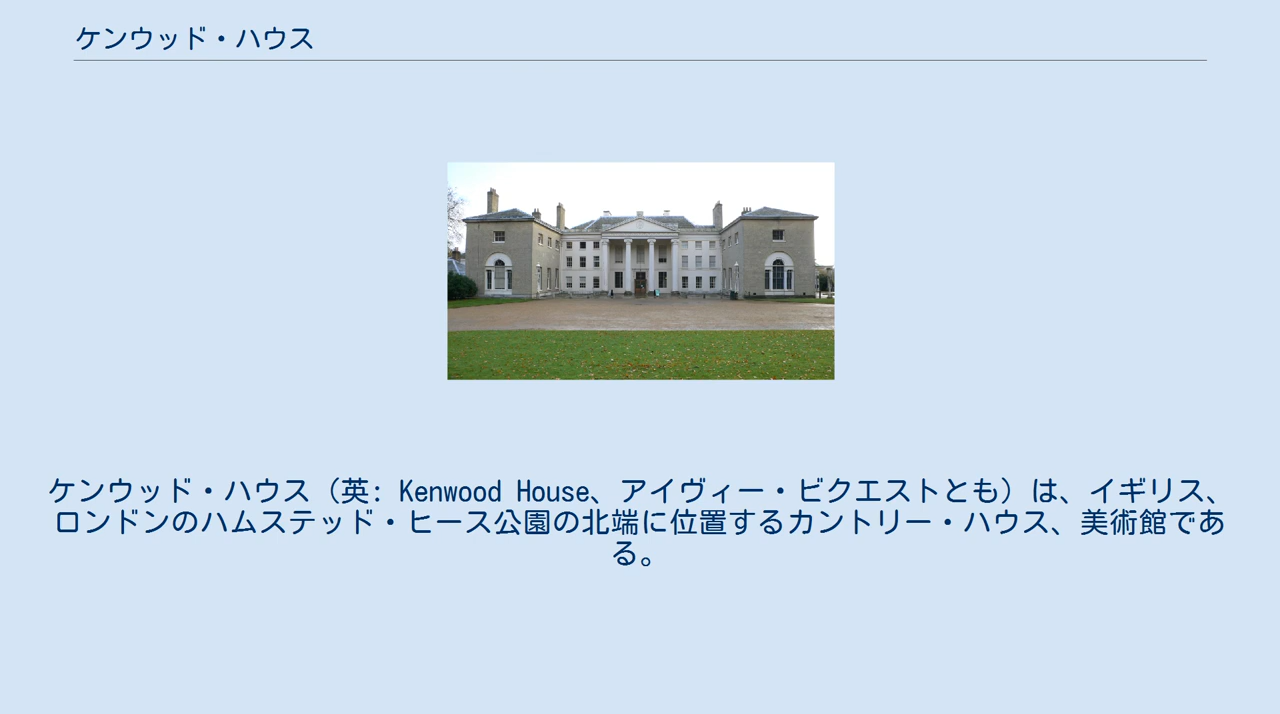 ケンウッド・ハウス
ケンウッド・ハウス（英: Kenwood House、アイヴィー・ビクエストとも）は、イギリス、
ロンドンのハムステッド・ヒース公園の北端に位置するカントリー・ハウス、美術館であ
る。